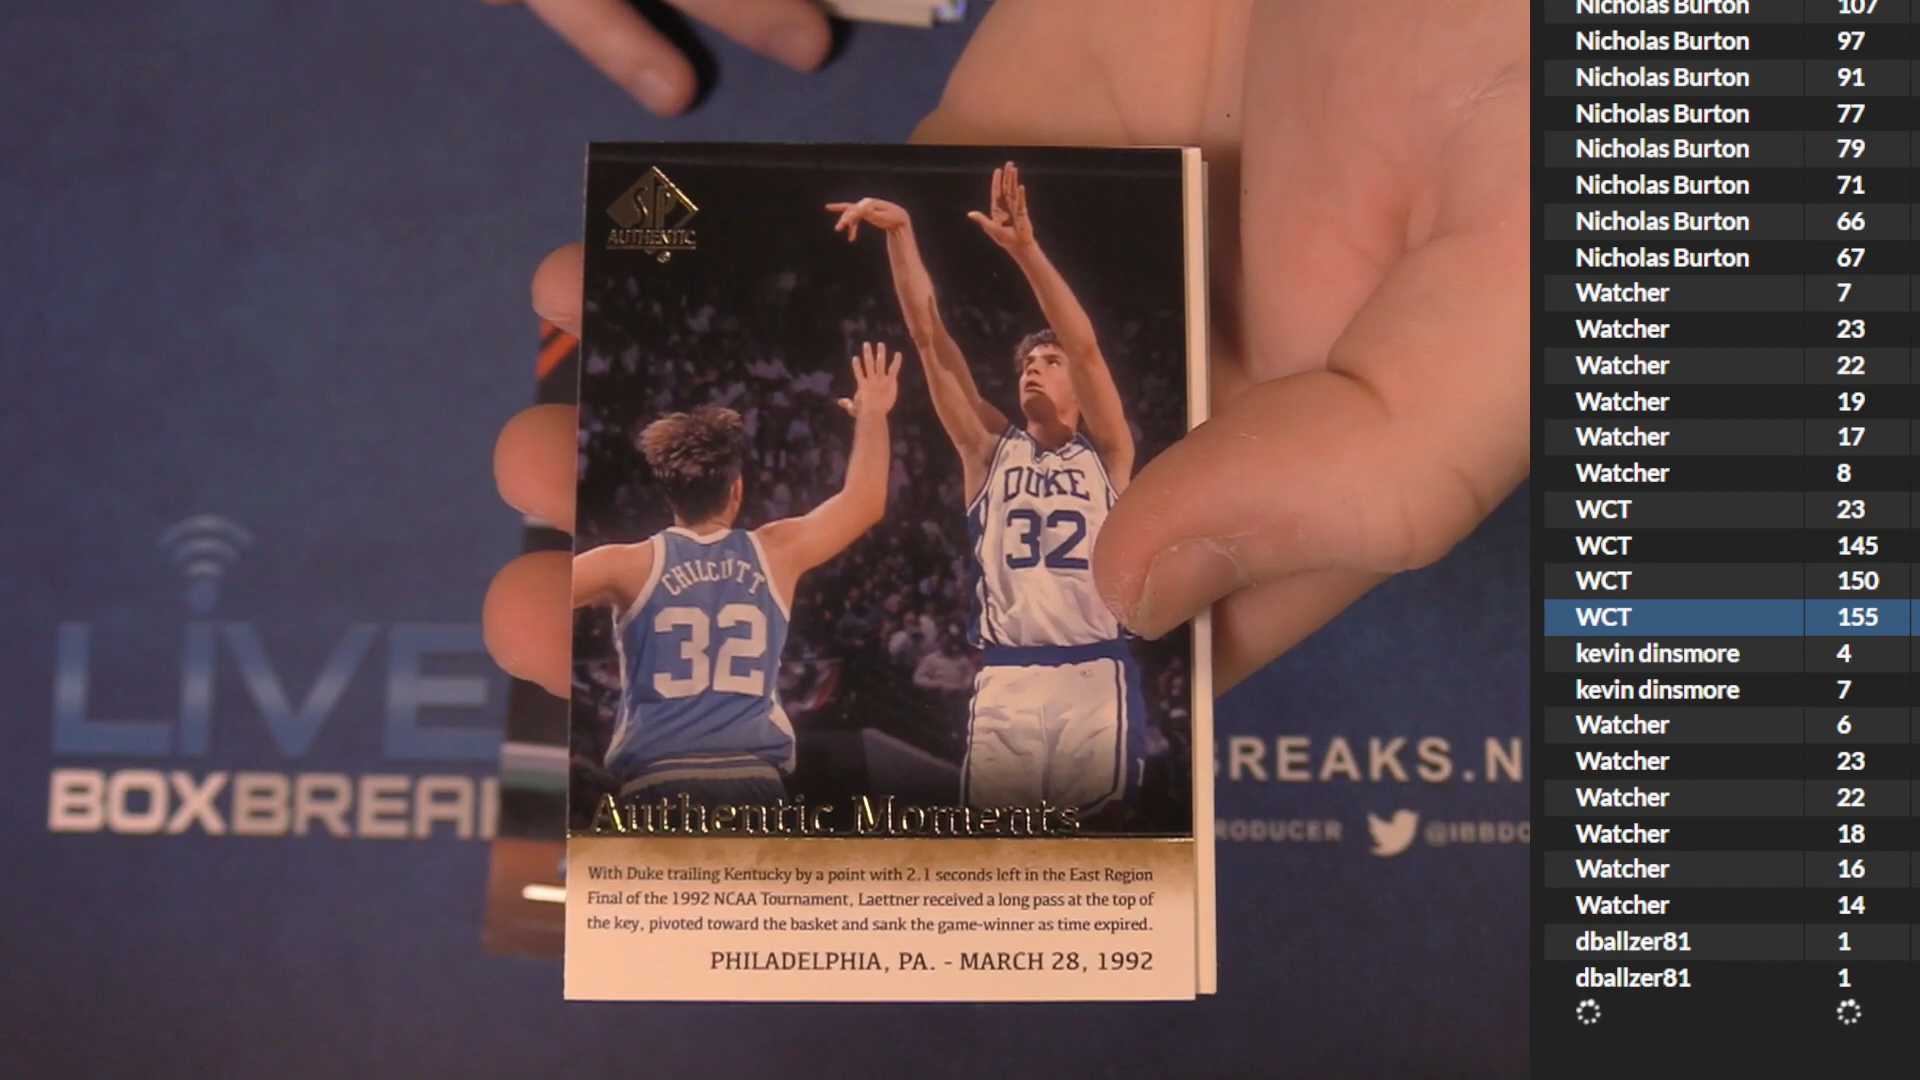 SP
AUTHENTIC
DUKE
32
CHILCUTT
32
Authentic Moments
With Duke trailing Kentucky by a point with 2.1 seconds left in the East Region
Final of the 1992 NCAA Tournament, Laettner received a long pass at the top of
the key, pivoted toward the basket and sank the game-winner as time expired.
PHILADELPHIA, PA. - MARCH 28, 1992
LIVE
BOXBREA
BREAKS.N
RODUCER @IBBDO
Nicholas Burton 107
Nicholas Burton 97
Nicholas Burton 91
Nicholas Burton 77
Nicholas Burton 79
Nicholas Burton 71
Nicholas Burton 66
Nicholas Burton 67
Watcher 7
Watcher 23
Watcher 22
Watcher 19
Watcher 17
Watcher 8
WCT 23
WCT 145
WCT 150
WCT 155
kevin dinsmore 4
kevin dinsmore 7
Watcher 6
Watcher 23
Watcher 22
Watcher 18
Watcher 16
Watcher 14
dballzer81 1
dballzer81 1